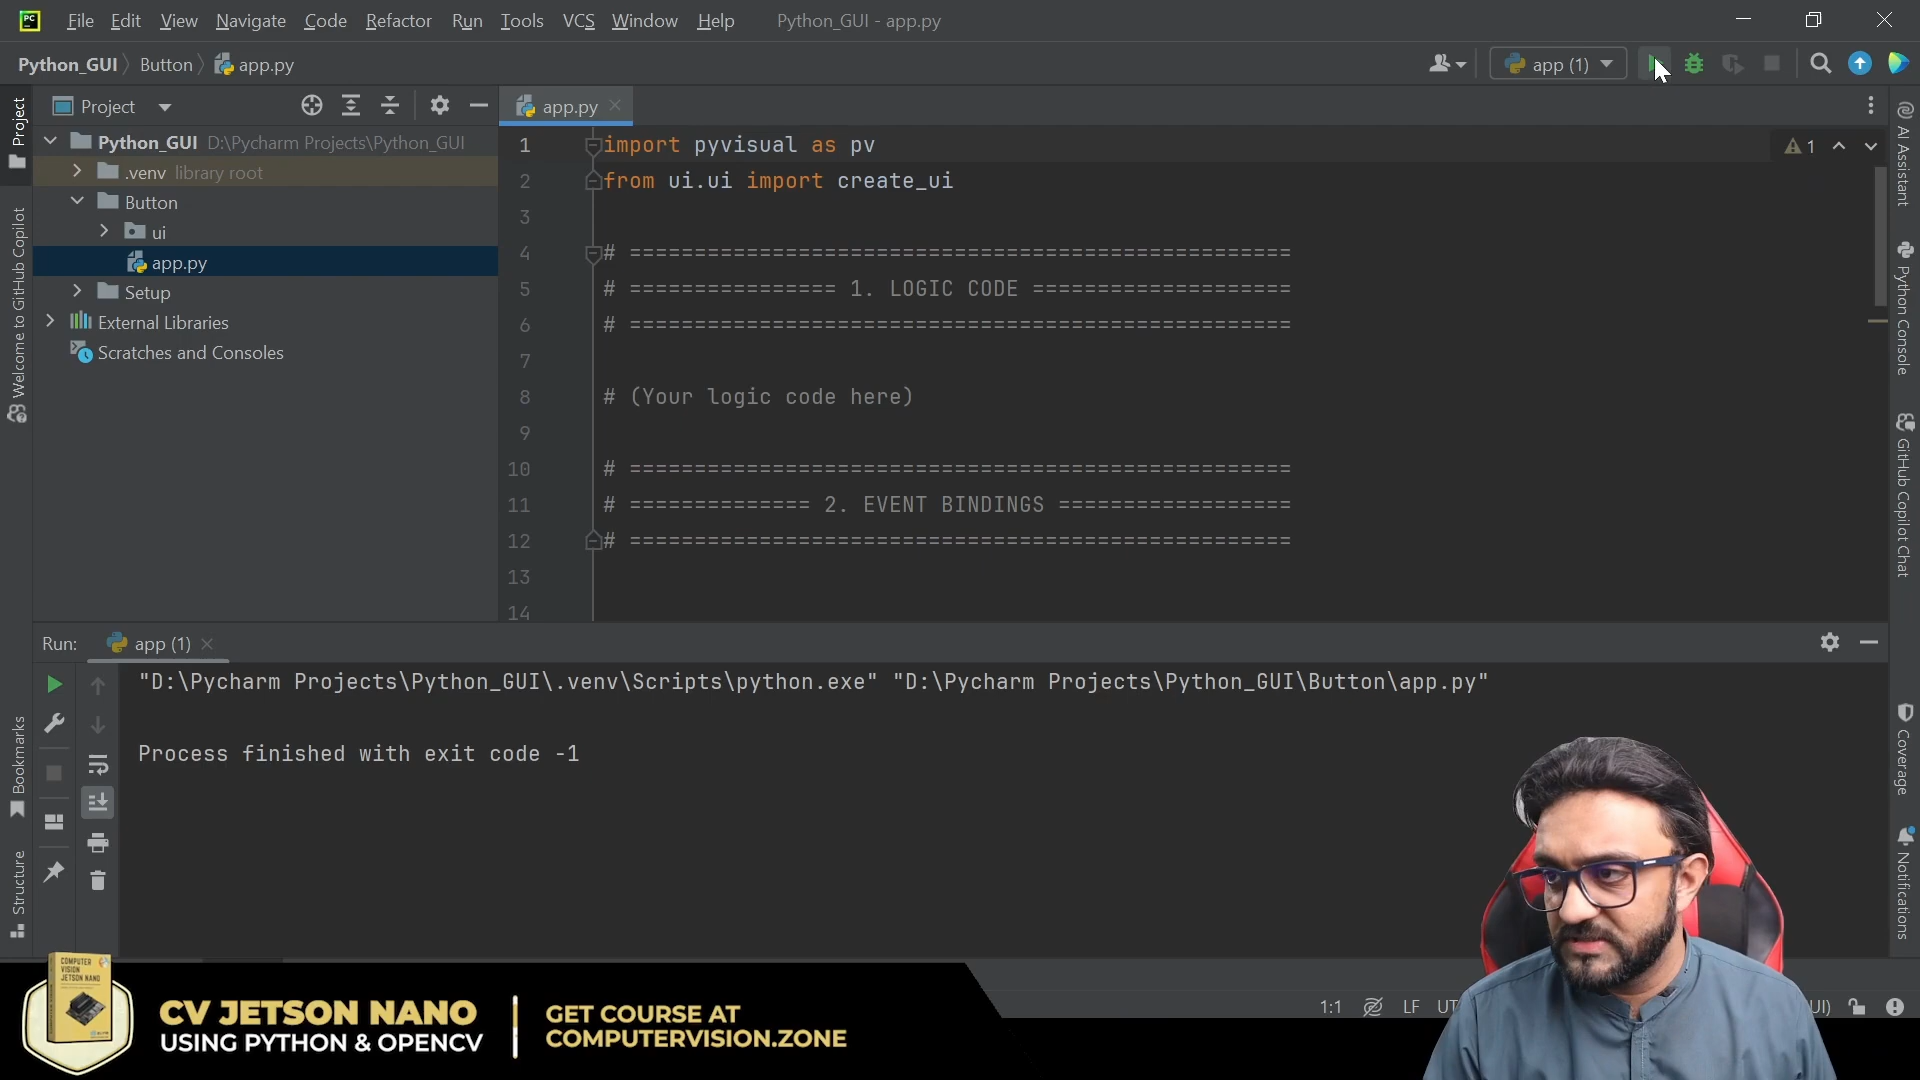 PC File Edit View Navigate Code Refactor Run Tools VCS Window Help Python_GUI - app.py
Python_GUI Button app.py app (1)
Project
Python_GUI D:\Pycharm Projects\Python_GUI
.venv library root
Button
ui
app.py
Setup
External Libraries
Scratches and Consoles
Project
Welcome to GitHub Copilot
Bookmarks
Structure
app.py
1 import pyvisual as pv
2 from ui.ui import create_ui
3
4 # ===================================================
5 # ================ 1. LOGIC CODE ====================
6 # ===================================================
7
8 # (Your logic code here)
9
10 # ===================================================
11 # ============== 2. EVENT BINDINGS ==================
12 # ===================================================
13
14
1
AI Assistant
Python Console
GitHub Copilot Chat
Coverage
Notifications
Run: app (1)
"D:\Pycharm Projects\Python_GUI\.venv\Scripts\python.exe" "D:\Pycharm Projects\Python_GUI\Button\app.py"
Process finished with exit code -1
1:1 LF
COMPUTER
VISION
JETSON NANO
CV JETSON NANO
USING PYTHON & OPENCV
GET COURSE AT
COMPUTERVISION.ZONE